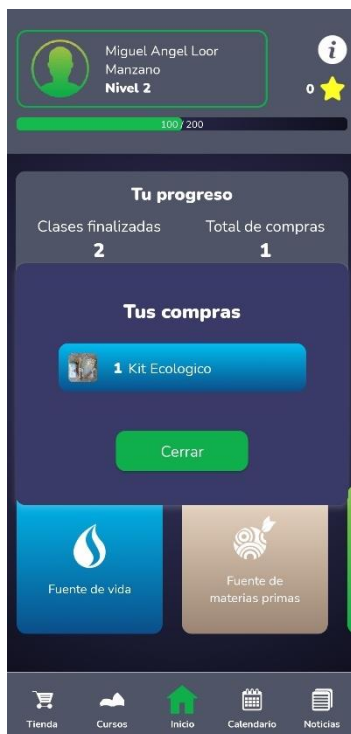 Miguel Angel Loor
Manzano
Nivel 2
i
0
100 / 200
Tu progreso
Clases finalizadas
Total de compras
2
1
Tus compras
1 Kit Ecologico
Cerrar
Fuente de vida
Fuente de
materias primas
Tienda
Cursos
Inicio
Calendario
Noticias